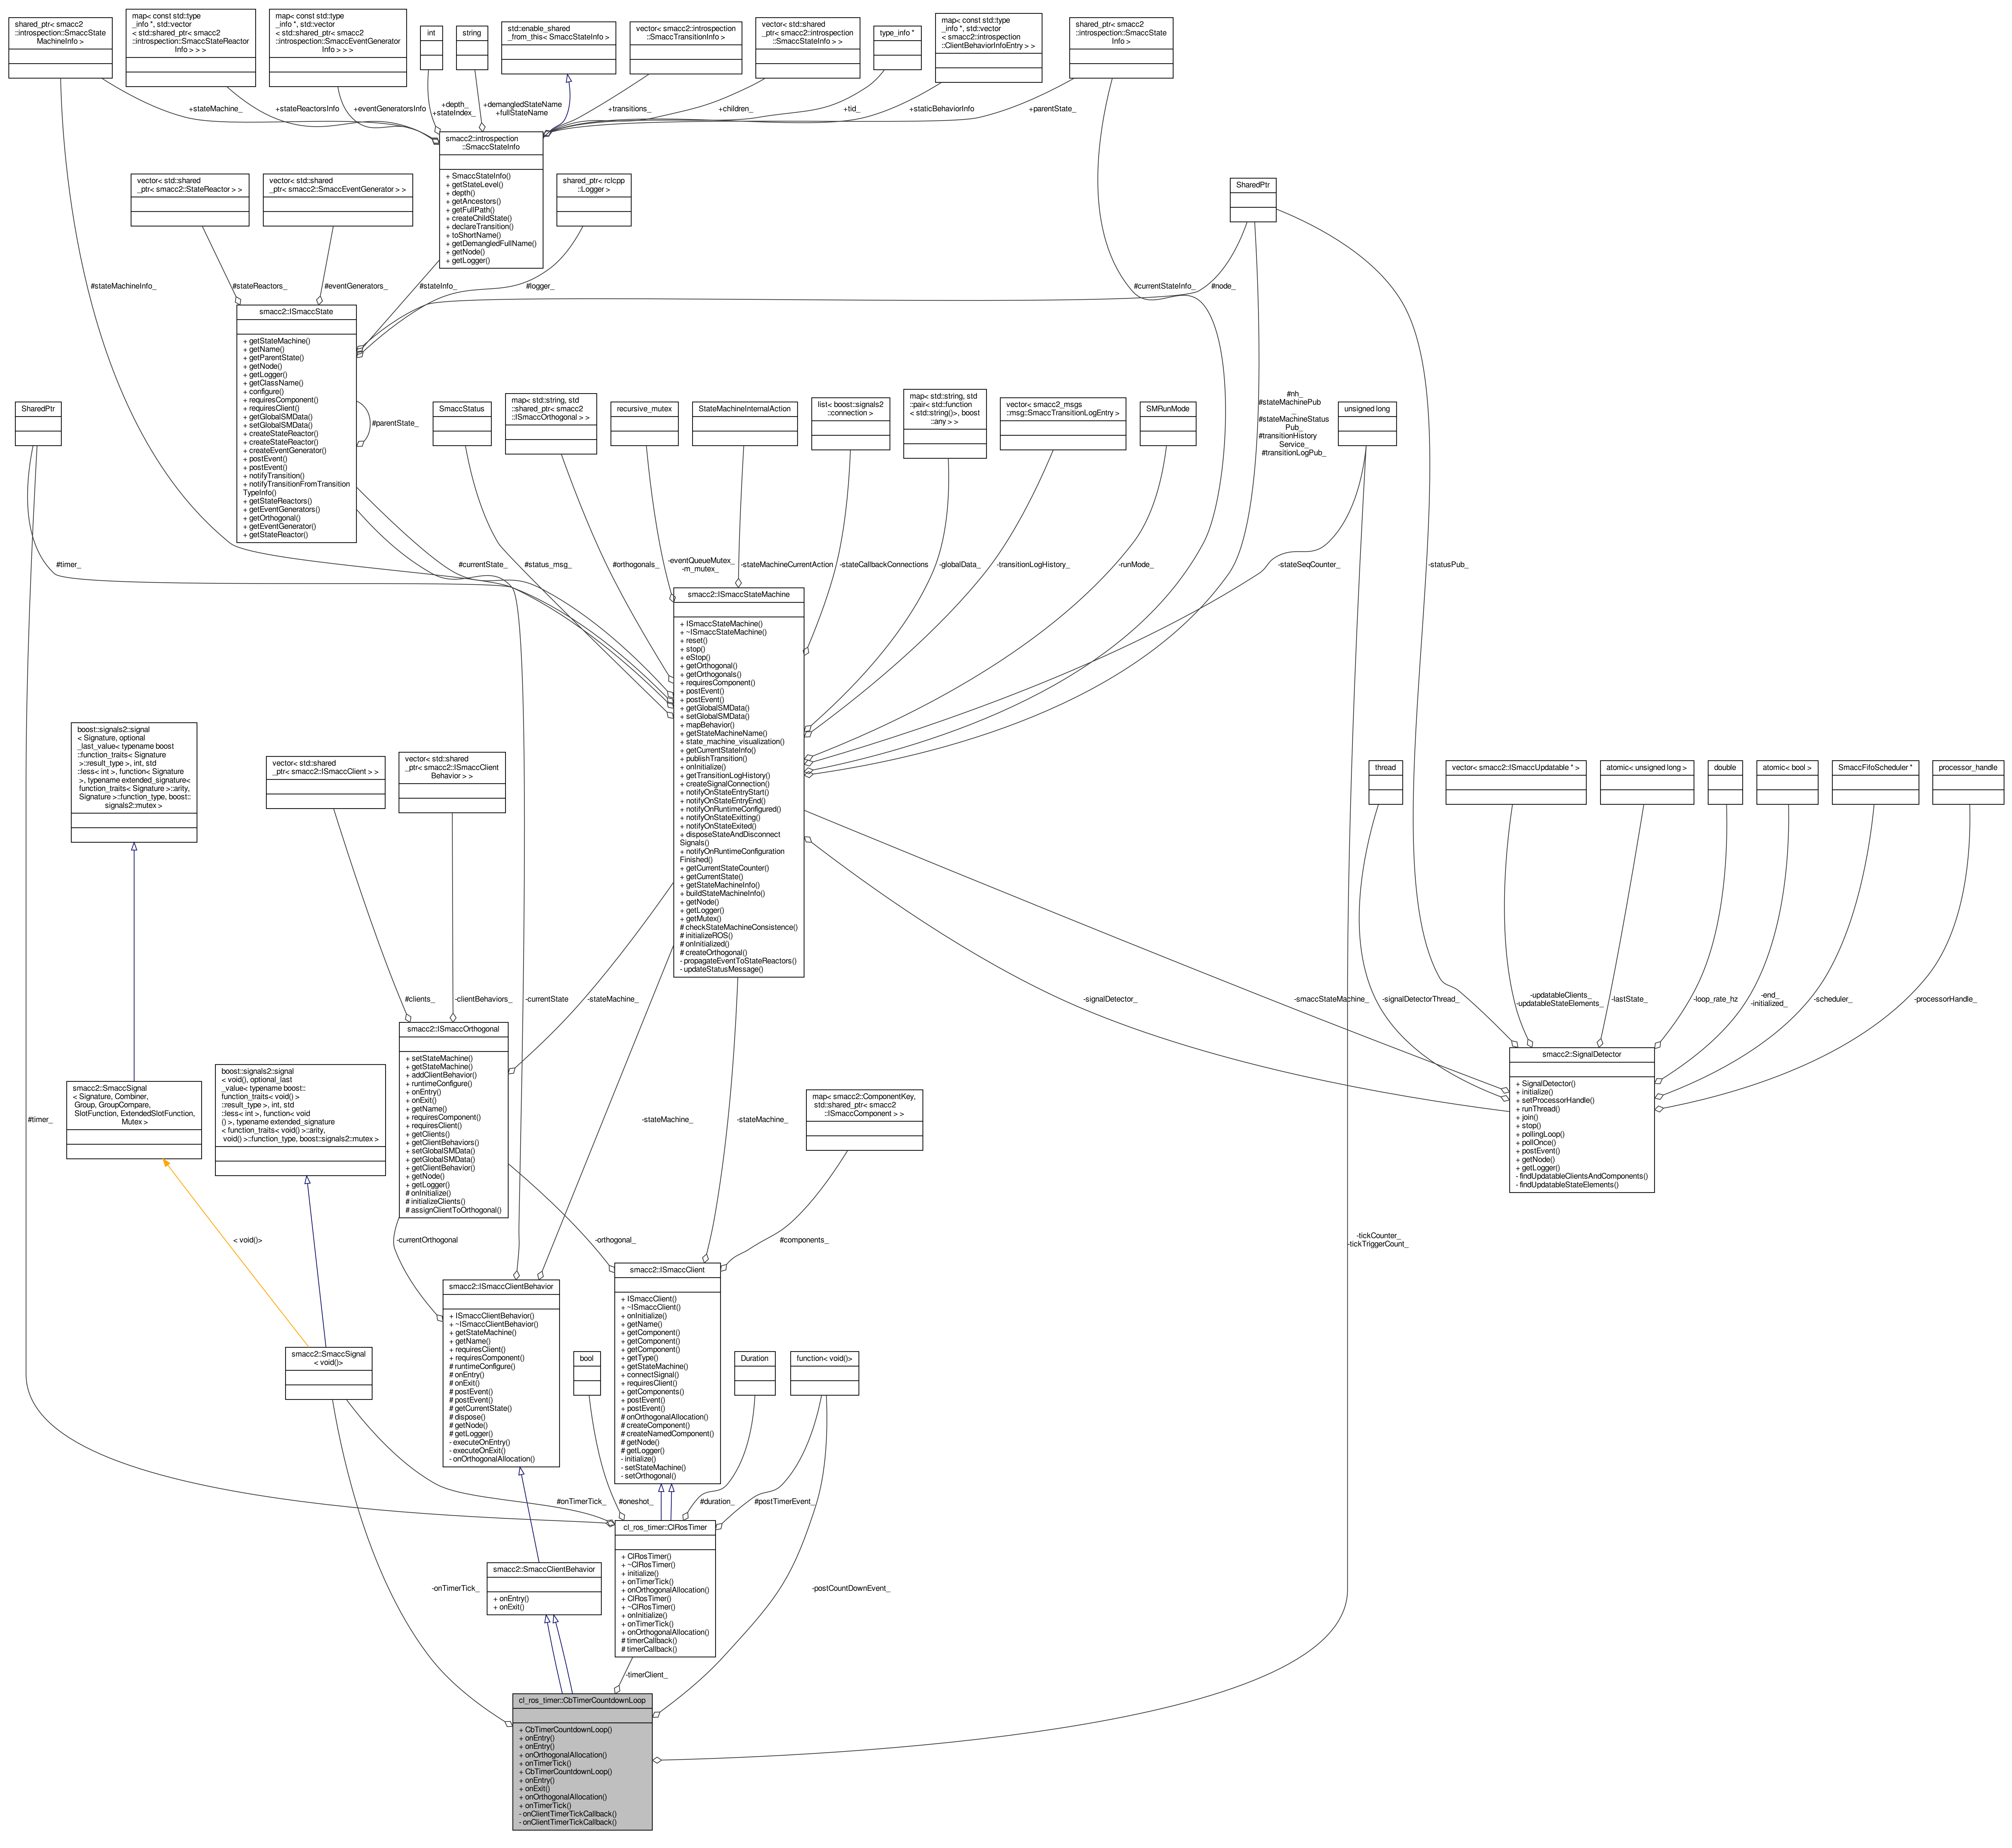 shared_ptr< smacc2
::introspection::SmaccState
MachineInfo >
map< const std::type
_info *, std::vector
< std::shared_ptr< smacc2
::introspection::SmaccStateReactor
Info > > >
map< const std::type
_info *, std::vector
< std::shared_ptr< smacc2
::introspection::SmaccEventGenerator
Info > > >
int
string
std::enable_shared
_from_this< SmaccStateInfo >
vector< smacc2::introspection
::SmaccTransitionInfo >
vector< std::shared
_ptr< smacc2::introspection
::SmaccStateInfo > >
type_info *
map< const std::type
_info *, std::vector
< smacc2::introspection
::ClientBehaviorInfoEntry > >
shared_ptr< smacc2
::introspection::SmaccState
Info >
+stateMachine_
+stateReactorsInfo
+eventGeneratorsInfo
+depth_
+stateIndex_
+demangledStateName
+fullStateName
+transitions_
+children_
+tid_
+staticBehaviorInfo
+parentState_
smacc2::introspection
::SmaccStateInfo
+ SmaccStateInfo()
+ getStateLevel()
+ depth()
+ getAncestors()
+ getFullPath()
+ createChildState()
+ declareTransition()
+ toShortName()
+ getDemangledFullName()
+ getNode()
+ getLogger()
vector< std::shared
_ptr< smacc2::StateReactor > >
vector< std::shared
_ptr< smacc2::SmaccEventGenerator > >
shared_ptr< rclcpp
::Logger >
SharedPtr
#stateMachineInfo_
#stateReactors_
#eventGenerators_
#stateInfo_
#logger_
#currentStateInfo_
#node_
smacc2::ISmaccState
+ getStateMachine()
+ getName()
+ getParentState()
+ getNode()
+ getLogger()
+ getClassName()
+ configure()
+ requiresComponent()
+ requiresClient()
+ getGlobalSMData()
+ setGlobalSMData()
+ createStateReactor()
+ createStateReactor()
+ createEventGenerator()
+ postEvent()
+ postEvent()
+ notifyTransition()
+ notifyTransitionFromTransition
TypeInfo()
+ getStateReactors()
+ getEventGenerators()
+ getOrthogonal()
+ getEventGenerator()
+ getStateReactor()
#parentState_
SharedPtr
SmaccStatus
map< std::string, std
::shared_ptr< smacc2
::ISmaccOrthogonal > >
recursive_mutex
StateMachineInternalAction
list< boost::signals2
::connection >
map< std::string, std
::pair< std::function
< std::string()>, boost
::any > >
vector< smacc2_msgs
::msg::SmaccTransitionLogEntry >
SMRunMode
#nh_
#stateMachinePub
_
#stateMachineStatus
Pub_
#transitionHistory
Service_
#transitionLogPub_
unsigned long
#timer_
#currentState_
#status_msg_
#orthogonals_
-eventQueueMutex_
-m_mutex_
-stateMachineCurrentAction
-stateCallbackConnections
-globalData_
-transitionLogHistory_
-runMode_
-stateSeqCounter_
-statusPub_
smacc2::ISmaccStateMachine
+ ISmaccStateMachine()
+ ~ISmaccStateMachine()
+ reset()
+ stop()
+ eStop()
+ getOrthogonal()
+ getOrthogonals()
+ requiresComponent()
+ postEvent()
+ postEvent()
+ getGlobalSMData()
+ setGlobalSMData()
+ mapBehavior()
+ getStateMachineName()
+ state_machine_visualization()
+ getCurrentStateInfo()
+ publishTransition()
+ onInitialize()
+ getTransitionLogHistory()
+ createSignalConnection()
+ notifyOnStateEntryStart()
+ notifyOnStateEntryEnd()
+ notifyOnRuntimeConfigured()
+ notifyOnStateExitting()
+ notifyOnStateExited()
+ disposeStateAndDisconnect
Signals()
+ notifyOnRuntimeConfiguration
Finished()
+ getCurrentStateCounter()
+ getCurrentState()
+ getStateMachineInfo()
+ buildStateMachineInfo()
+ getNode()
+ getLogger()
+ getMutex()
# checkStateMachineConsistence()
# initializeROS()
# onInitialized()
# createOrthogonal()
- propagateEventToStateReactors()
- updateStatusMessage()
boost::signals2::signal
< Signature, optional
_last_value< typename boost
::function_traits< Signature
>::result_type >, int, std
::less< int >, function< Signature
>, typename extended_signature<
function_traits< Signature >::arity,
Signature >::function_type, boost::
signals2::mutex >
vector< std::shared
_ptr< smacc2::ISmaccClient > >
vector< std::shared
_ptr< smacc2::ISmaccClient
Behavior > >
thread
vector< smacc2::ISmaccUpdatable * >
atomic< unsigned long >
double
atomic< bool >
SmaccFifoScheduler *
processor_handle
#clients_
-clientBehaviors_
-currentState
-stateMachine_
-signalDetector_
-smaccStateMachine_
-signalDetectorThread_
-updatableClients_
-updatableStateElements_
-lastState_
-loop_rate_hz
-end_
-initialized_
-scheduler_
-processorHandle_
smacc2::ISmaccOrthogonal
+ setStateMachine()
+ getStateMachine()
+ addClientBehavior()
+ runtimeConfigure()
+ onEntry()
+ onExit()
+ getName()
+ requiresComponent()
+ requiresClient()
+ getClients()
+ getClientBehaviors()
+ setGlobalSMData()
+ getGlobalSMData()
+ getClientBehavior()
+ getNode()
+ getLogger()
# onInitialize()
# initializeClients()
# assignClientToOrthogonal()
smacc2::SignalDetector
+ SignalDetector()
+ initialize()
+ setProcessorHandle()
+ runThread()
+ join()
+ stop()
+ pollingLoop()
+ pollOnce()
+ postEvent()
+ getNode()
+ getLogger()
- findUpdatableClientsAndComponents()
- findUpdatableStateElements()
smacc2::SmaccSignal
< Signature, Combiner,
Group, GroupCompare,
SlotFunction, ExtendedSlotFunction,
Mutex >
boost::signals2::signal
< void(), optional_last
_value< typename boost::
function_traits< void() >
::result_type >, int, std
::less< int >, function< void
() >, typename extended_signature
< function_traits< void() >::arity,
void() >::function_type, boost::signals2::mutex >
#timer_
-stateMachine_
-stateMachine_
map< smacc2::ComponentKey,
std::shared_ptr< smacc2
::ISmaccComponent > >
< void()>
-currentOrthogonal
-orthogonal_
#components_
-tickCounter_
-tickTriggerCount_
smacc2::ISmaccClientBehavior
+ ISmaccClientBehavior()
+ ~ISmaccClientBehavior()
+ getStateMachine()
+ getName()
+ requiresClient()
+ requiresComponent()
# runtimeConfigure()
# onEntry()
# onExit()
# postEvent()
# postEvent()
# getCurrentState()
# dispose()
# getNode()
# getLogger()
- executeOnEntry()
- executeOnExit()
- onOrthogonalAllocation()
smacc2::ISmaccClient
+ ISmaccClient()
+ ~ISmaccClient()
+ onInitialize()
+ getName()
+ getComponent()
+ getComponent()
+ getComponent()
+ getType()
+ getStateMachine()
+ connectSignal()
+ requiresClient()
+ getComponents()
+ postEvent()
+ postEvent()
# onOrthogonalAllocation()
# createComponent()
# createNamedComponent()
# getNode()
# getLogger()
- initialize()
- setStateMachine()
- setOrthogonal()
smacc2::SmaccSignal
< void()>
bool
Duration
function< void()>
#onTimerTick_
#oneshot_
#duration_
#postTimerEvent_
cl_ros_timer::ClRosTimer
+ ClRosTimer()
+ ~ClRosTimer()
+ initialize()
+ onTimerTick()
+ onOrthogonalAllocation()
+ ClRosTimer()
+ ~ClRosTimer()
+ onInitialize()
+ onTimerTick()
+ onOrthogonalAllocation()
# timerCallback()
# timerCallback()
smacc2::SmaccClientBehavior
+ onEntry()
+ onExit()
-onTimerTick_
-postCountDownEvent_
-timerClient_
cl_ros_timer::CbTimerCountdownLoop
+ CbTimerCountdownLoop()
+ onEntry()
+ onEntry()
+ onOrthogonalAllocation()
+ onTimerTick()
+ CbTimerCountdownLoop()
+ onEntry()
+ onExit()
+ onOrthogonalAllocation()
+ onTimerTick()
- onClientTimerTickCallback()
- onClientTimerTickCallback()